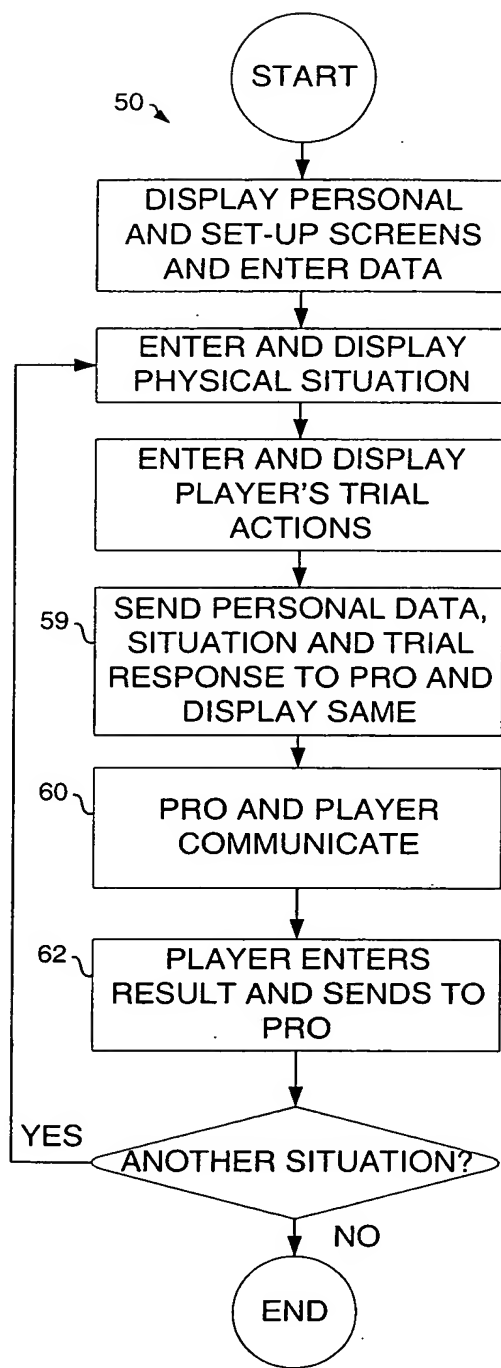 START
50
DISPLAY PERSONAL
AND SET-UP SCREENS
AND ENTER DATA
ENTER AND DISPLAY
PHYSICAL SITUATION
ENTER AND DISPLAY
PLAYER'S TRIAL
ACTIONS
59
SEND PERSONAL DATA,
SITUATION AND TRIAL
RESPONSE TO PRO AND
DISPLAY SAME
60
PRO AND PLAYER
COMMUNICATE
62
PLAYER ENTERS
RESULT AND SENDS TO
PRO
YES
ANOTHER SITUATION?
NO
END